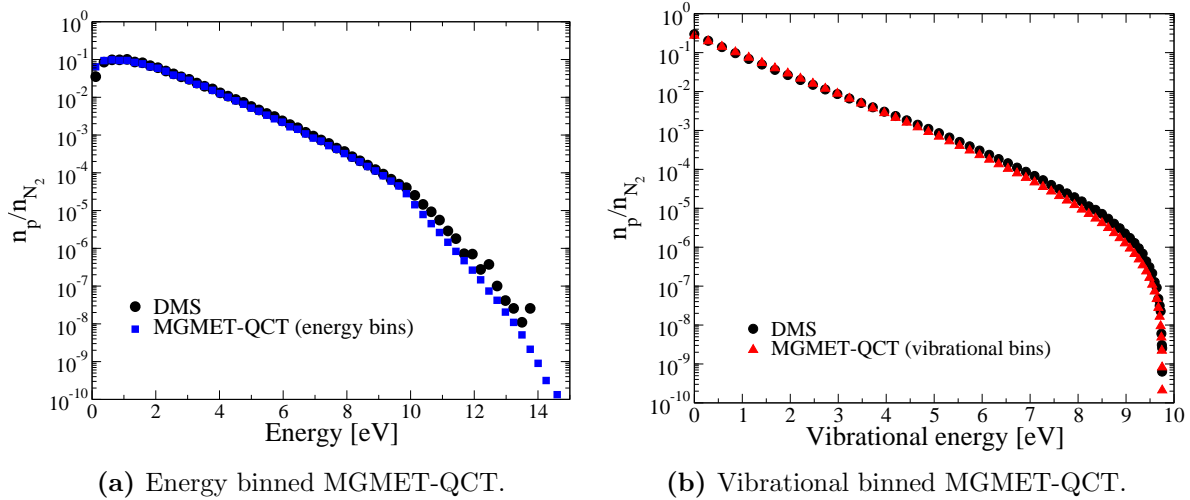 10^0
10^-1
10^-2
10^-3
10^-4
10^-5
10^-6
10^-7
10^-8
10^-9
10^-10
n_p/n_{N_2}
DMS
MGMET-QCT (energy bins)
0 2 4 6 8 10 12 14
Energy [eV]
(a) Energy binned MGMET-QCT.
10^0
10^-1
10^-2
10^-3
10^-4
10^-5
10^-6
10^-7
10^-8
10^-9
10^-10
n_p/n_{N_2}
DMS
MGMET-QCT (vibrational bins)
0 1 2 3 4 5 6 7 8 9 10
Vibrational energy [eV]
(b) Vibrational binned MGMET-QCT.